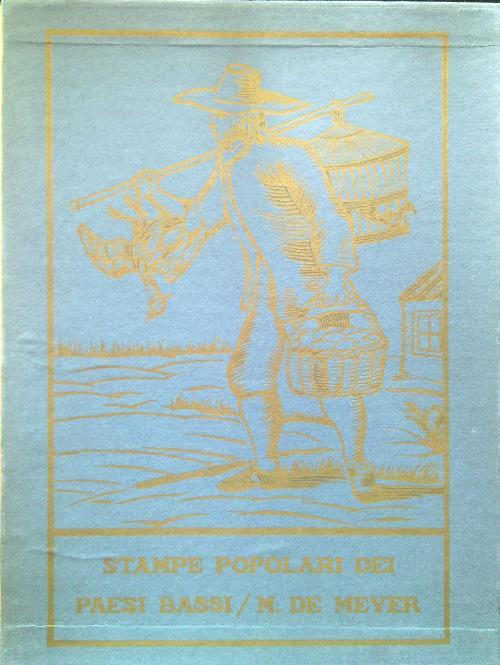 STAMPE POPOLARI DEI
PAESI BASSI / M. DE MEYER